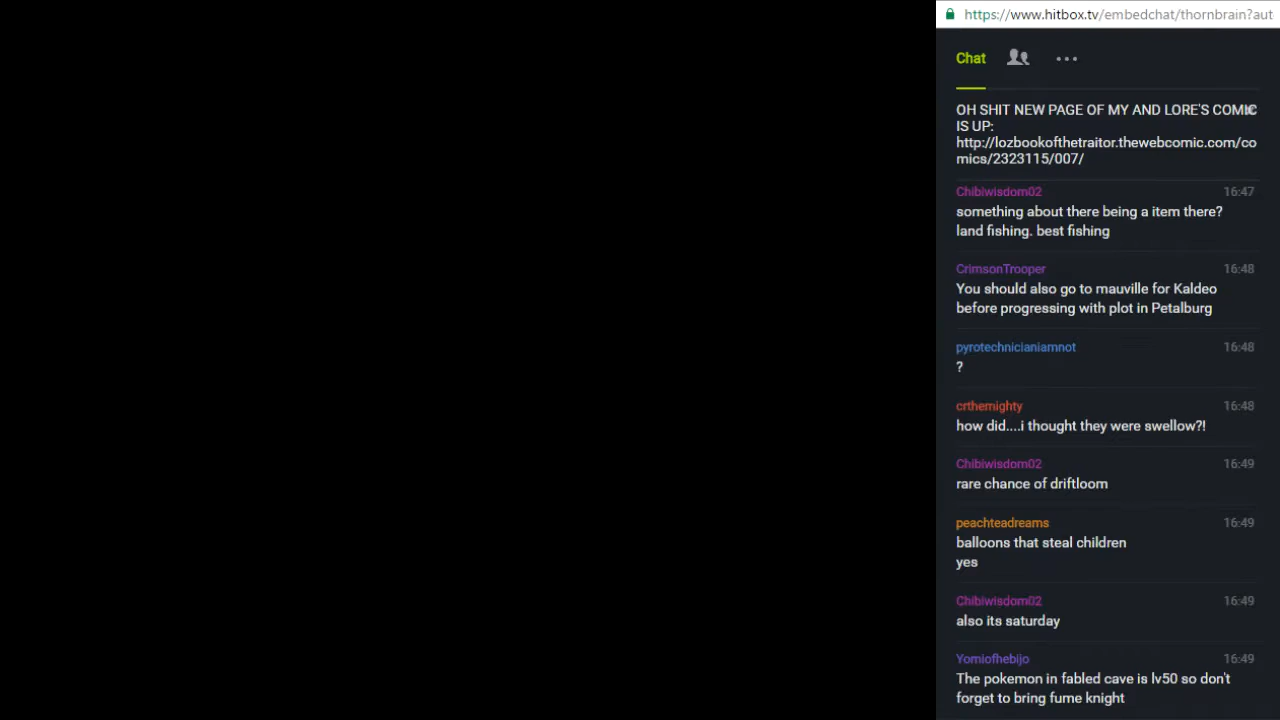 https://www.hitbox.tv/embedchat/thornbrain?aut
Chat
OH SHIT NEW PAGE OF MY AND LORE'S COMIC
IS UP:
http://lozbookofthetraitor.thewebcomic.com/co
mics/2323115/007/
Chibiwisdom02 16:47
something about there being a item there?
land fishing. best fishing
CrimsonTrooper 16:48
You should also go to mauville for Kaldeo
before progressing with plot in Petalburg
pyrotechnicianiamnot 16:48
?
crthemighty 16:48
how did....i thought they were swellow?!
Chibiwisdom02 16:49
rare chance of driftloom
peachteadreams 16:49
balloons that steal children
yes
Chibiwisdom02 16:49
also its saturday
Yomiofhebijo 16:49
The pokemon in fabled cave is lv50 so don't
forget to bring fume knight